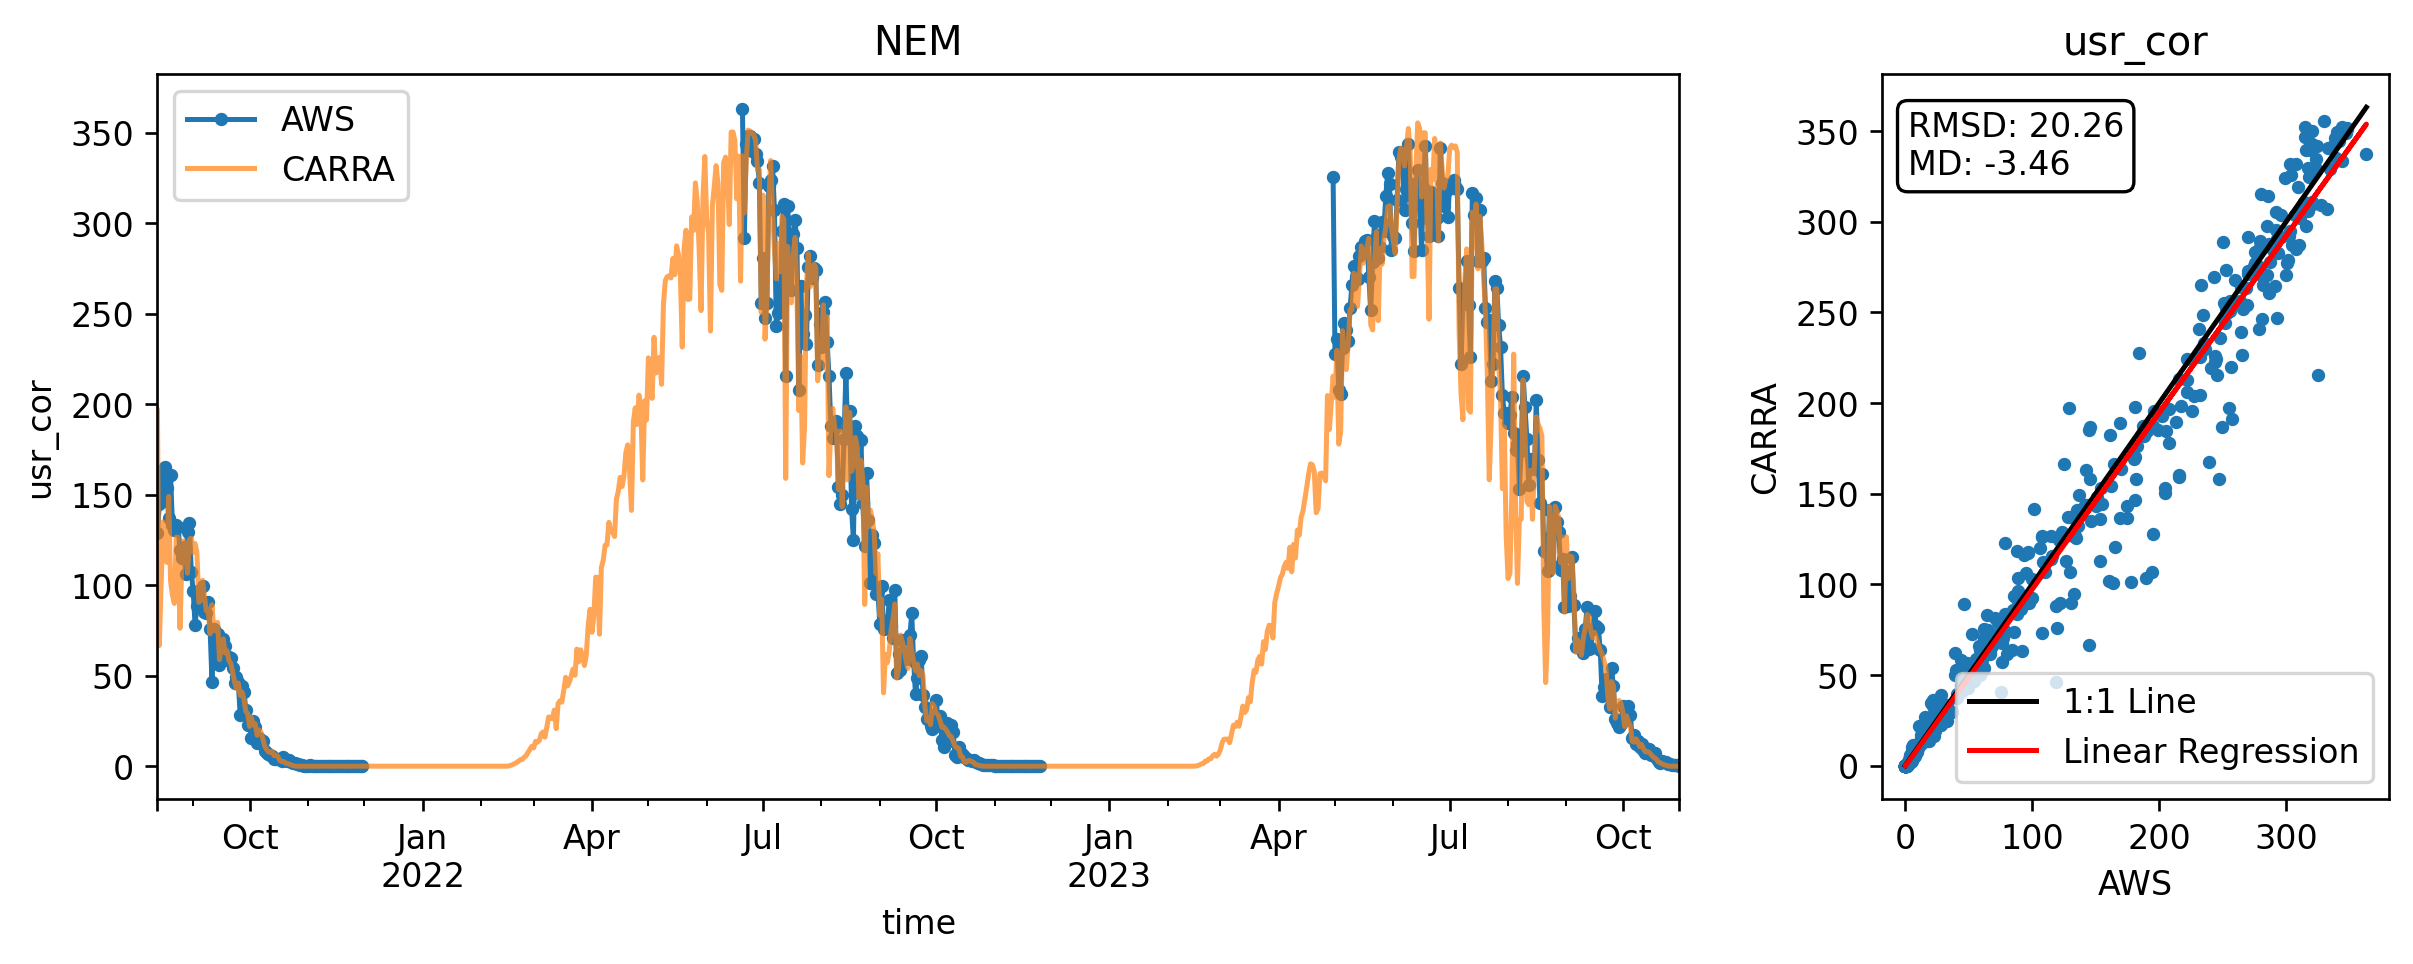 NEM
AWS
CARRA
usr_cor
350
300
250
200
150
100
50
0
Oct
Jan
2022
Apr
Jul
Oct
Jan
2023
Apr
Jul
Oct
time
usr_cor
RMSD: 20.26
MD: -3.46
CARRA
350
300
250
200
150
100
50
0
1:1 Line
Linear Regression
0
100
200
300
AWS